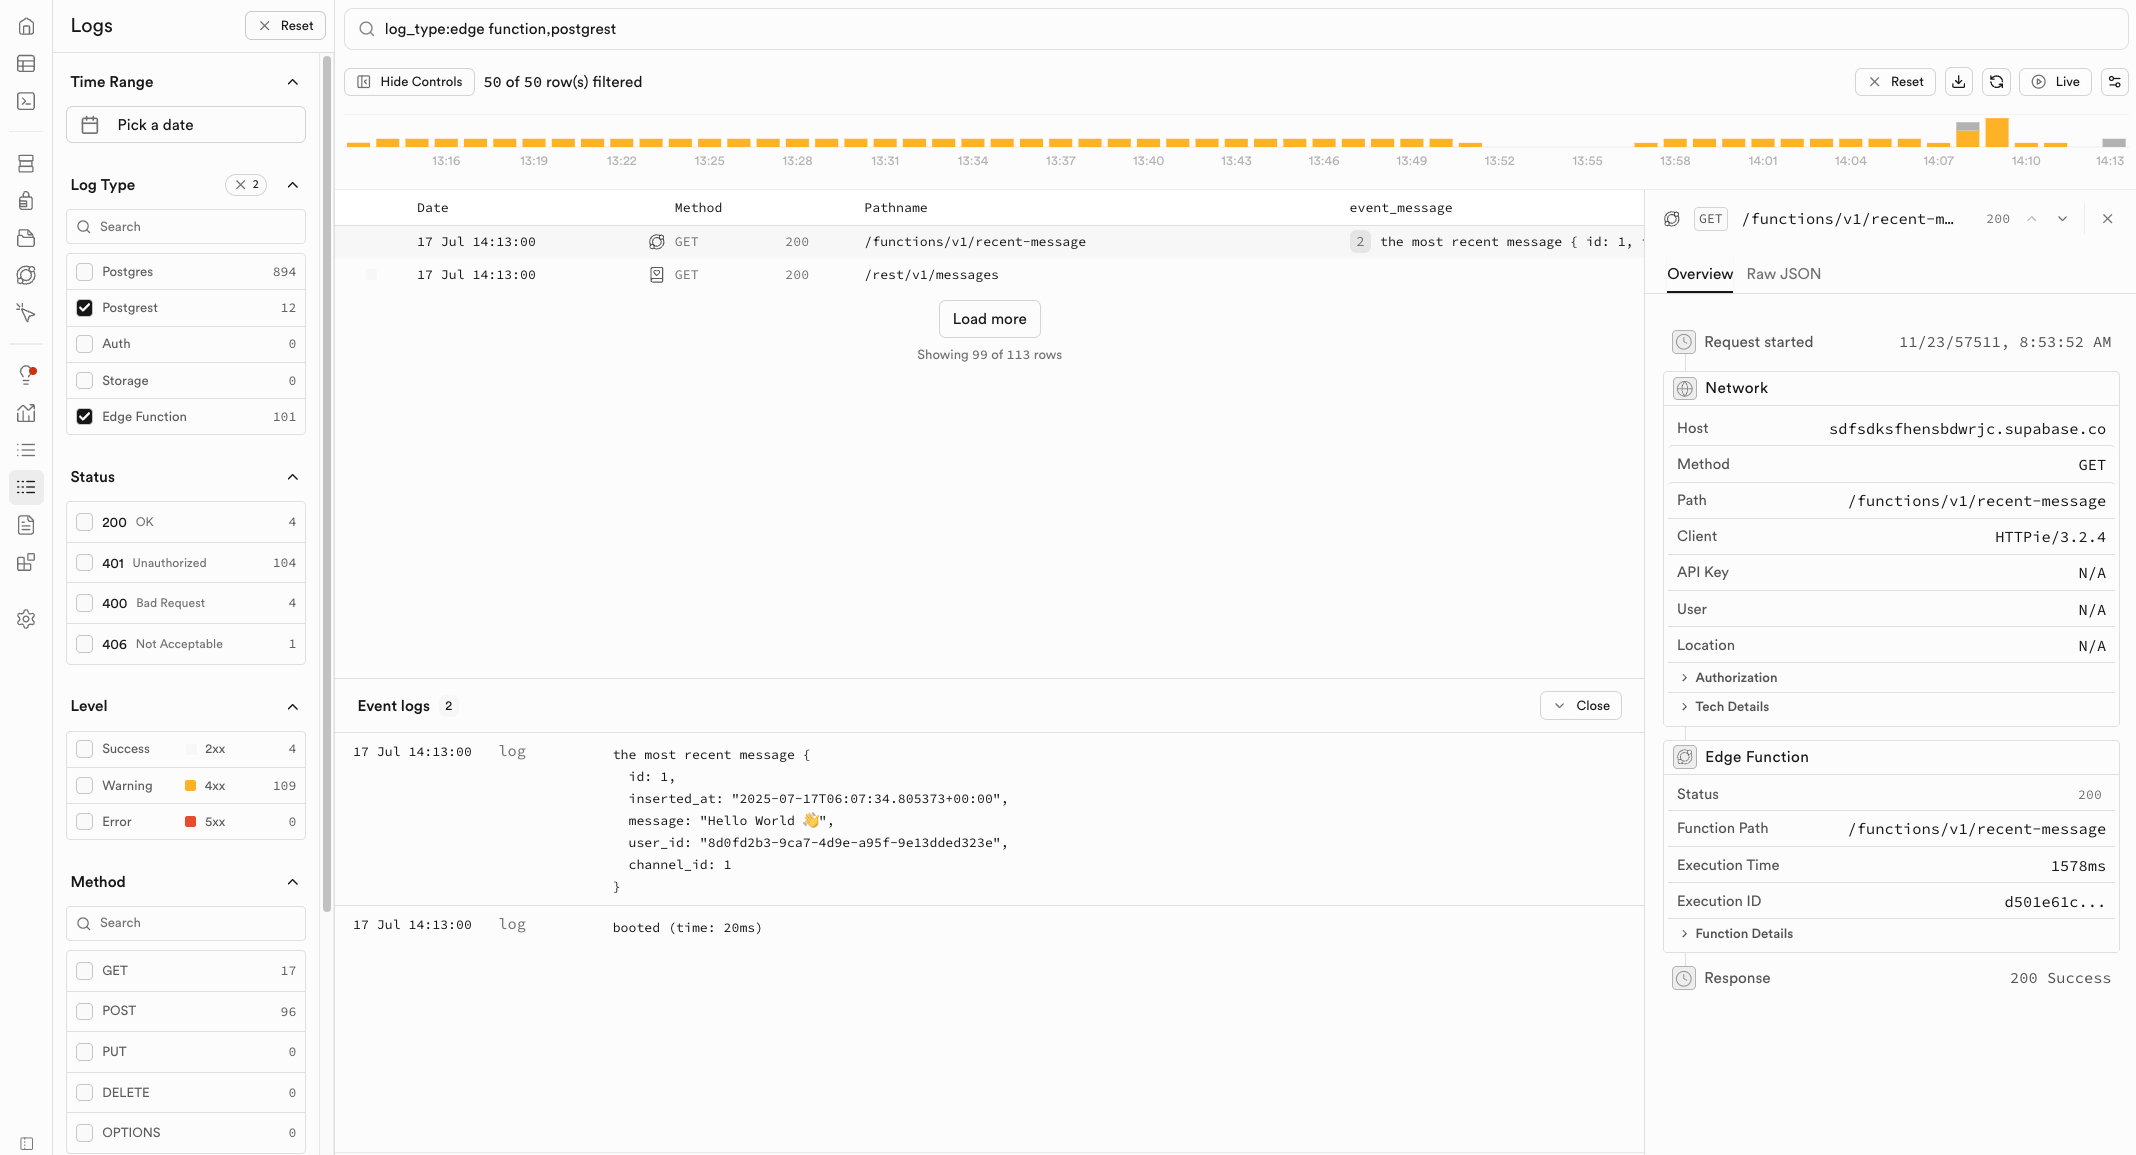 Logs
Reset
Time Range
Pick a date
Log Type
2
Search
Postgres 894
Postgrest 12
Auth 0
Storage 0
Edge Function 101
Status
200 OK 4
401 Unauthorized 104
400 Bad Request 4
406 Not Acceptable 1
Level
Success 2xx 4
Warning 4xx 109
Error 5xx 0
Method
Search
GET 17
POST 96
PUT 0
DELETE 0
OPTIONS 0
log_type:edge function,postgrest
Hide Controls 50 of 50 row(s) filtered Reset Live
13:16 13:19 13:22 13:25 13:28 13:31 13:34 13:37 13:40 13:43 13:46 13:49 13:52 13:55 13:58 14:01 14:04 14:07 14:10 14:13
Date Method Pathname event_message
17 Jul 14:13:00 GET 200 /functions/v1/recent-message 2 the most recent message { id: 1,
17 Jul 14:13:00 GET 200 /rest/v1/messages
Load more
Showing 99 of 113 rows
Event logs 2 Close
17 Jul 14:13:00 log the most recent message {
id: 1,
inserted_at: "2025-07-17T06:07:34.805373+00:00",
message: "Hello World 👋",
user_id: "8d0fd2b3-9ca7-4d9e-a95f-9e13dded323e",
channel_id: 1
}
17 Jul 14:13:00 log booted (time: 20ms)
GET /functions/v1/recent-m… 200
Overview Raw JSON
Request started 11/23/57511, 8:53:52 AM
Network
Host sdfsdksfhensbdwrjc.supabase.co
Method GET
Path /functions/v1/recent-message
Client HTTPie/3.2.4
API Key N/A
User N/A
Location N/A
Authorization
Tech Details
Edge Function
Status 200
Function Path /functions/v1/recent-message
Execution Time 1578ms
Execution ID d501e61c...
Function Details
Response 200 Success